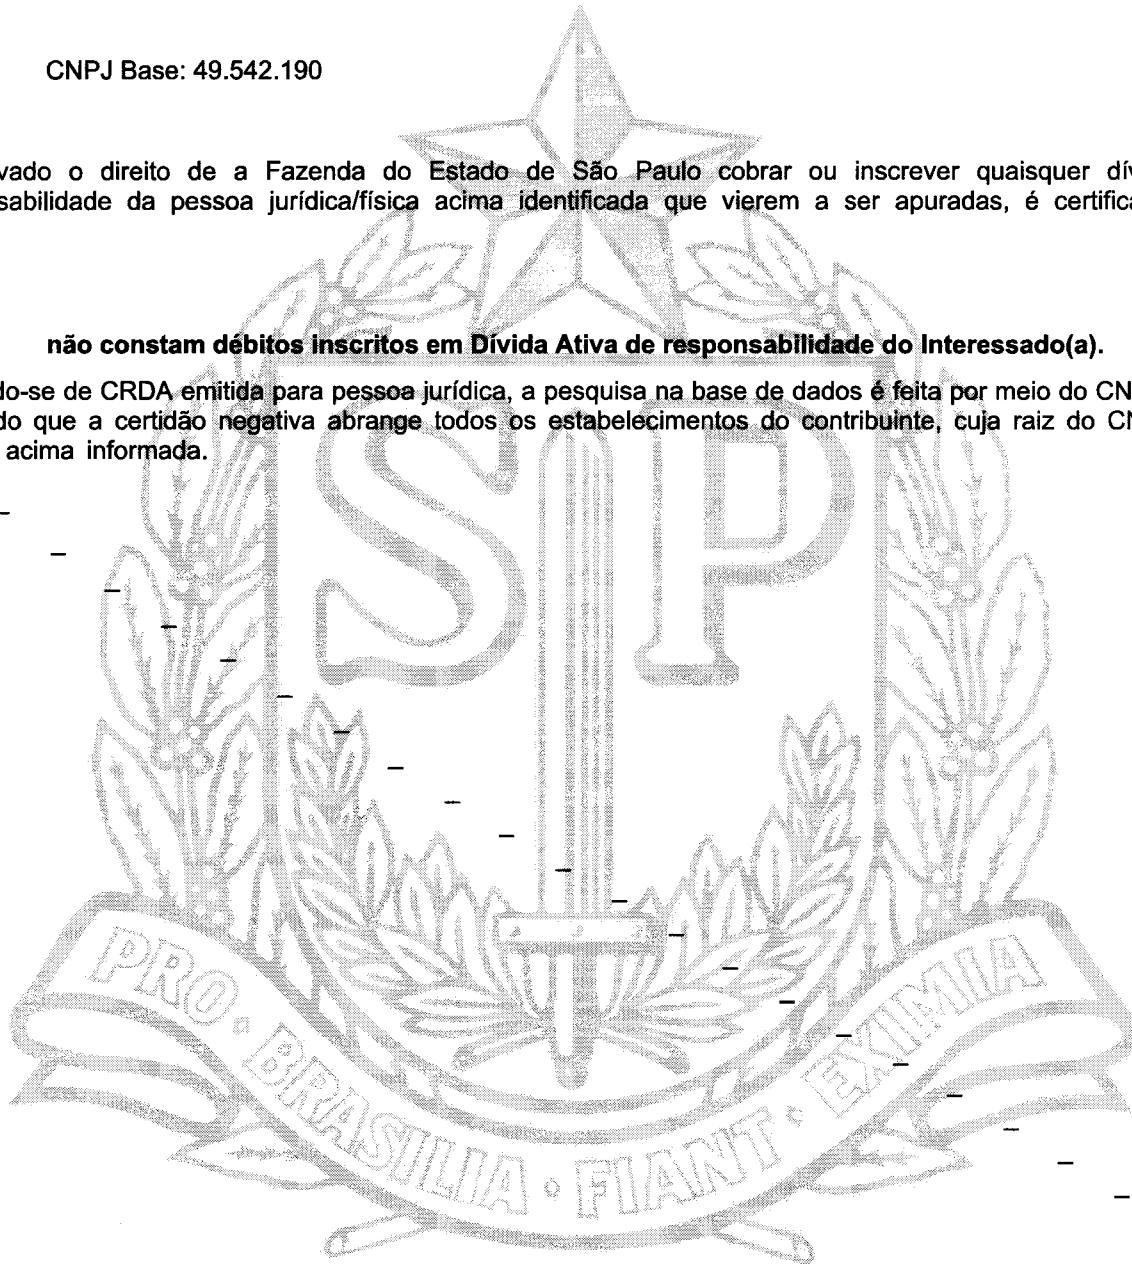 CNPJ Base: 49.542.190
vado o direito de a Fazenda do Estado de São Paulo cobrar ou inscrever quaisquer dív
sabilidade da pessoa jurídica/física acima identificada que vierem a ser apuradas, é certifica
não constam débitos inscritos em Dívida Ativa de responsabilidade do Interessado(a).
do-se de CRDA emitida para pessoa jurídica, a pesquisa na base de dados é feita por meio do CN
do que a certidão negativa abrange todos os estabelecimentos do contribuinte, cuja raiz do CN
acima informada.
SP
PRO • BRASILIA • FIANT • EXIMIA